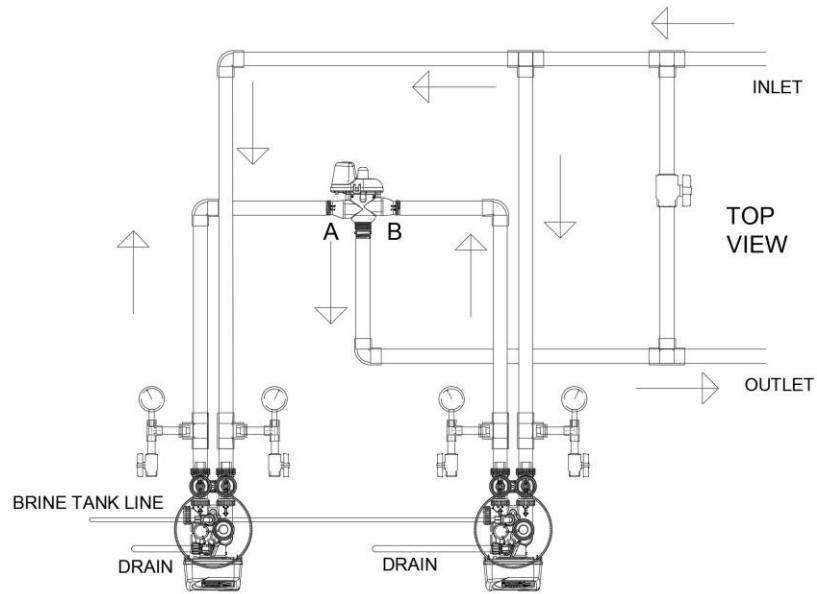 INLET
TOP
VIEW
A B
OUTLET
BRINE TANK LINE
DRAIN
DRAIN